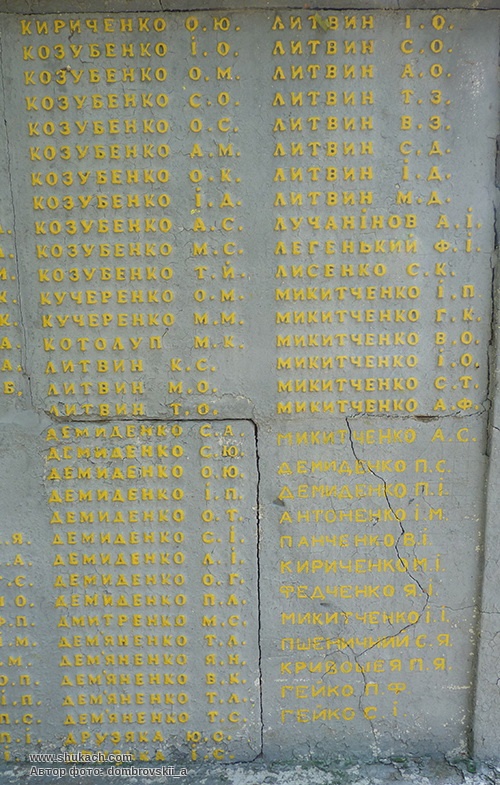 КИРИЧЕНКО О.Ю.
КОЗУБЕНКО І.О.
КОЗУБЕНКО О.М.
КОЗУБЕНКО С.О.
КОЗУБЕНКО О.С.
КОЗУБЕНКО А.М.
КОЗУБЕНКО О.К.
КОЗУБЕНКО І.Д.
КОЗУБЕНКО А.С.
КОЗУБЕНКО М.С.
КОЗУБЕНКО Т.Й.
КУЧЕРЕНКО О.М.
КУЧЕРЕНКО М.М.
КОТОЛУП М.К.
ЛИТВИН К.С.
ЛИТВИН М.О.
ЛИТВИН Т.О.
ДЕМИДЕНКО С.А.
ДЕМИДЕНКО С.Ю.
ДЕМИДЕНКО О.Ю.
ДЕМИДЕНКО І.П.
ДЕМИДЕНКО О.Т.
ДЕМИДЕНКО С.І.
ДЕМИДЕНКО Л.І.
ДЕМИДЕНКО О.Г.
ДЕМИДЕНКО П.Л.
ДМИТРЕНКО М.С.
ДЕМ'ЯНЕНКО Т.Л.
ДЕМ'ЯНЕНКО Я.Н.
ДЕМ'ЯНЕНКО В.К.
ДЕМ'ЯНЕНКО Т.Л.
ДЕМ'ЯНЕНКО Т.С.
ДРУЗЯКА Ю.О.
І.С.
ЛИТВИН І.О.
ЛИТВИН С.О.
ЛИТВИН А.О.
ЛИТВИН Т.З.
ЛИТВИН В.З.
ЛИТВИН С.Д.
ЛИТВИН І.Д.
ЛИТВИН М.Д.
ЛУЧАНІНОВ А.І.
ЛЕГЕНЬКИЙ Ф.І.
ЛИСЕНКО С.К.
МИКИТЧЕНКО І.П
МИКИТЧЕНКО Г.К.
МИКИТЧЕНКО В.О.
МИКИТЧЕНКО І.О.
МИКИТЧЕНКО С.Т.
МИКИТЧЕНКО А.Ф.
МИКИТЧЕНКО А.С.
ДЕМИДЕНКО П.С.
ДЕМИДЕНКО П.І.
АНТОНЕНКО І.М.
ПАНЧЕНКО В.І.
КИРИЧЕНКО М.І.
ФЕДЧЕНКО Я.І.
МИКИТЧЕНКО І.І.
ПШЕНИЧНИЙ С.Я.
КРИВОШЕЯ П.Я.
ГЕЙКО П.Ф
ГЕЙКО С.І
www.shukach.com
Автор фото: dombrovskii_a